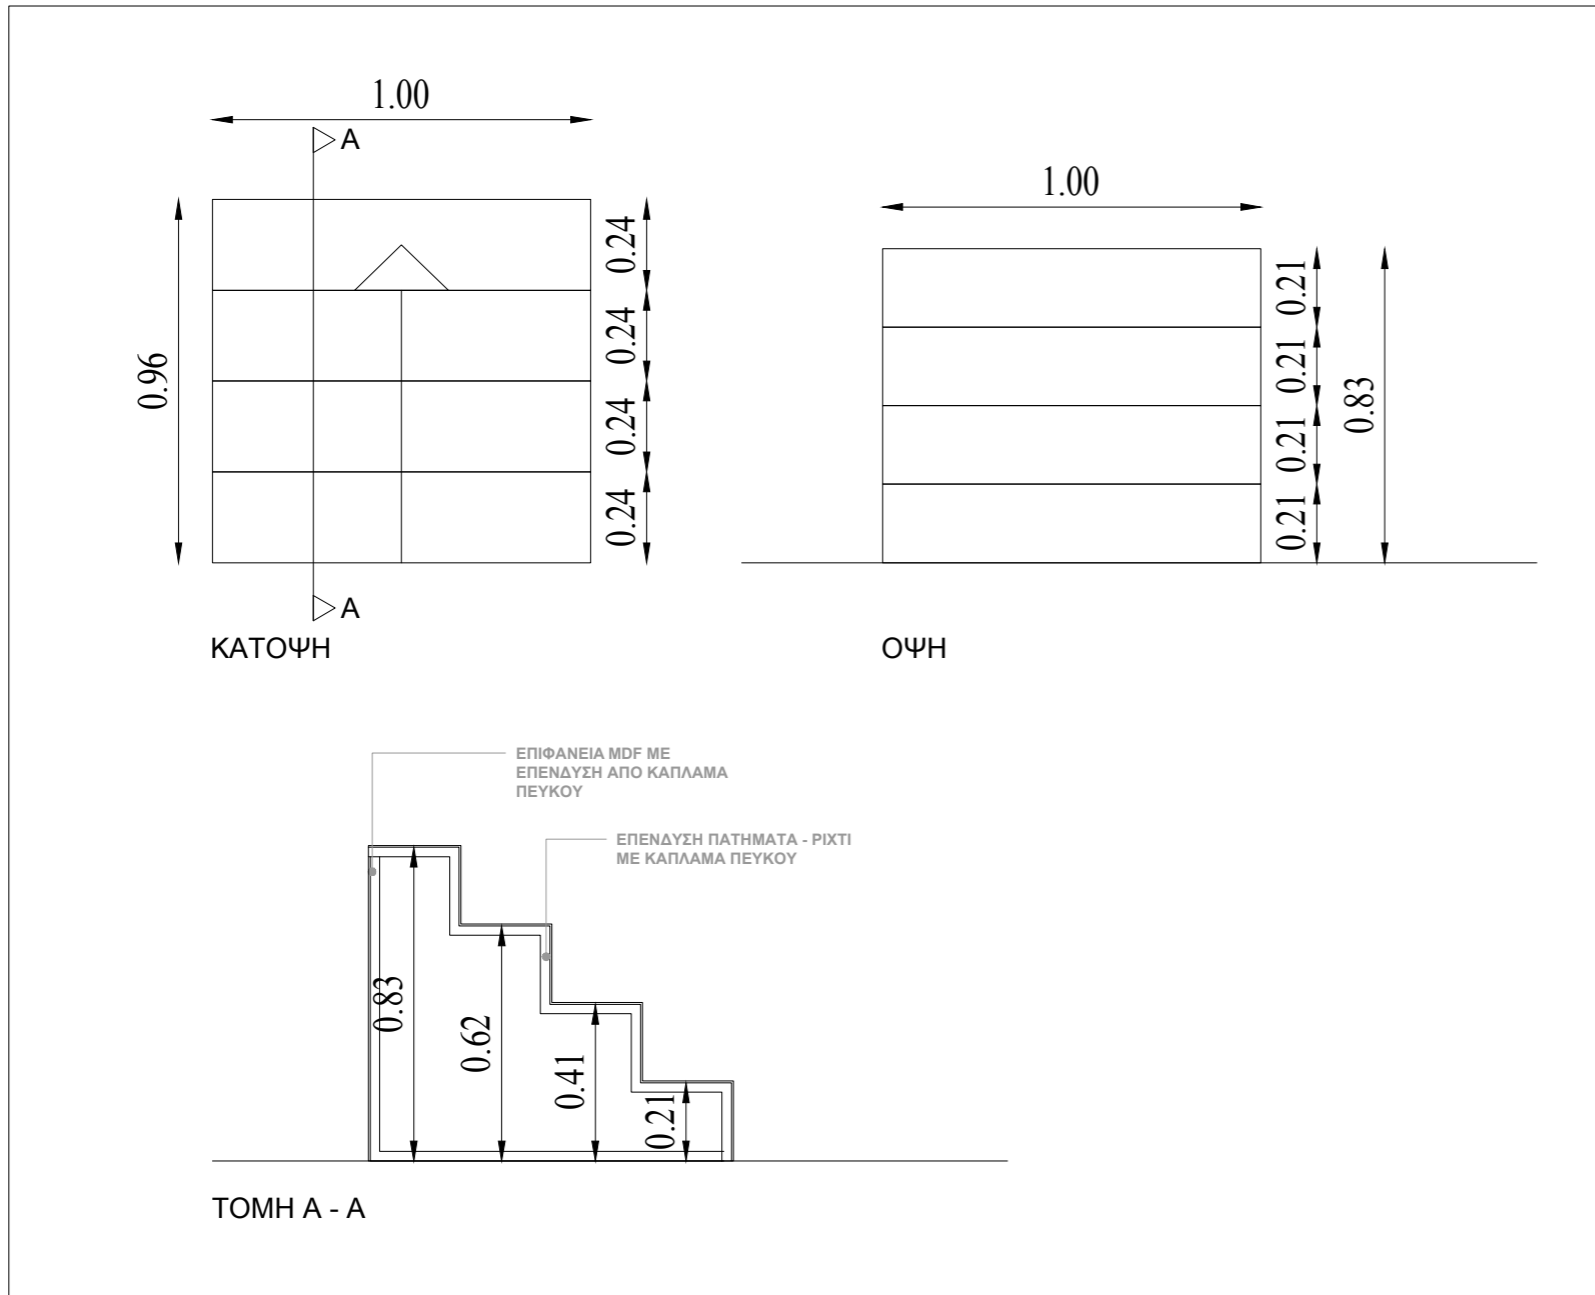 1.00
A
0.96
0.24
0.24
0.24
0.24
A
ΚΑΤΟΨΗ
1.00
0.21
0.21
0.21
0.21
0.83
ΟΨΗ
ΕΠΙΦΑΝΕΙΑ MDF ΜΕ
ΕΠΕΝΔΥΣΗ ΑΠΟ ΚΑΠΛΑΜΑ
ΠΕΥΚΟΥ
ΕΠΕΝΔΥΣΗ ΠΑΤΗΜΑΤΑ - ΡΙΧΤΙ
ΜΕ ΚΑΠΛΑΜΑ ΠΕΥΚΟΥ
0.83
0.62
0.41
0.21
ΤΟΜΗ Α - Α